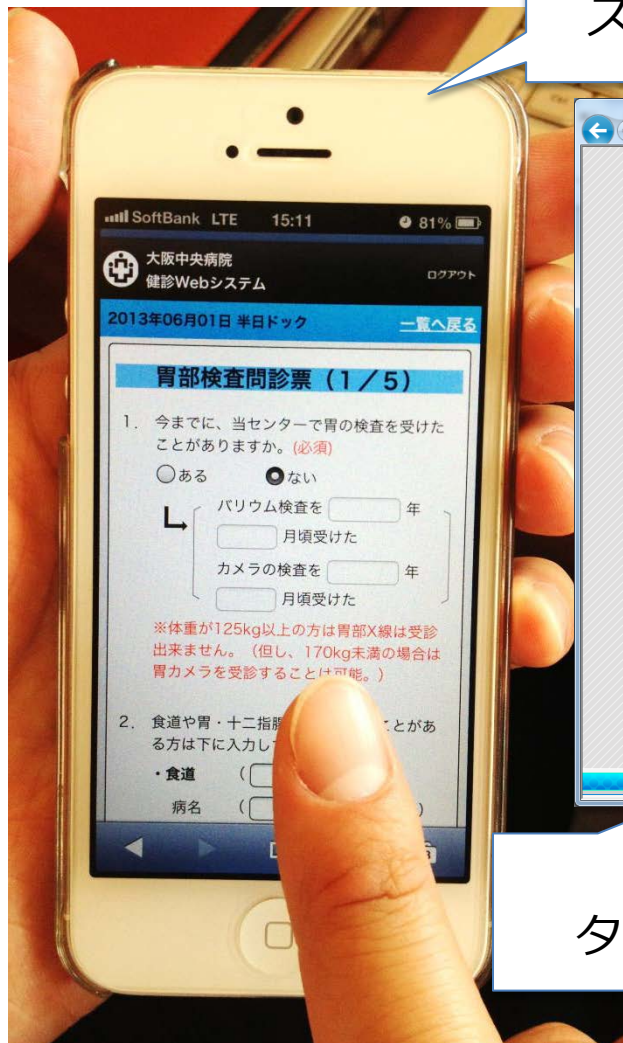 ス
SoftBank LTE 15:11 81%
大阪中央病院
健診Webシステム
ログアウト
2013年06月01日 半日ドック 一覧へ戻る
胃部検査問診票（1／5）
1. 今までに、当センターで胃の検査を受けた
ことがありますか。(必須)
ある ない
バリウム検査を 年
月頃受けた
カメラの検査を 年
月頃受けた
※体重が125kg以上の方は胃部X線は受診
出来ません。（但し、170kg未満の場合は
胃カメラを受診することは可能。）
2. 食道や胃・十二指 ことがあ
る方は下に入力し
・食道 (
病名 ( )
タ